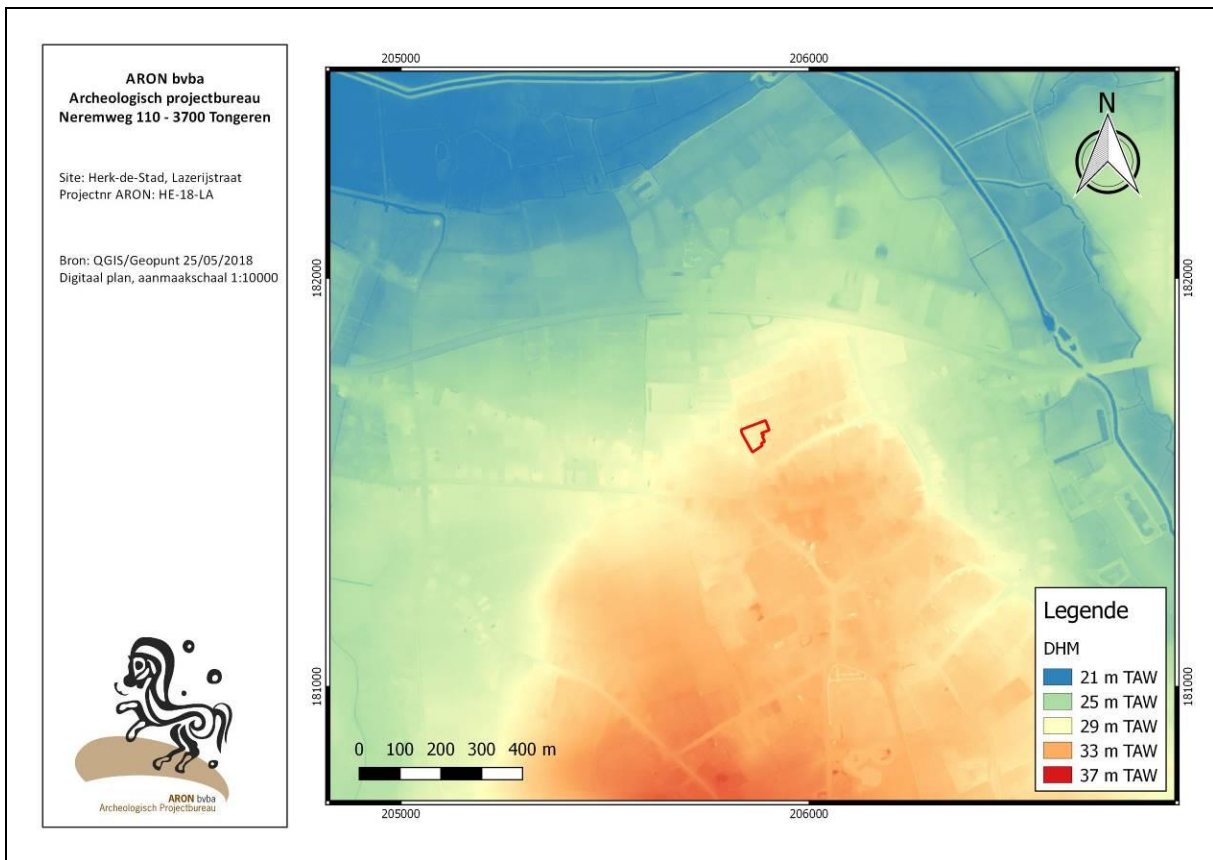 ARON bvba
Archeologisch projectbureau
Neremweg 110 - 3700 Tongeren
Site: Herk-de-Stad, Lazerijstraat
Projectnr ARON: HE-18-LA
Bron: QGIS/Geopunt 25/05/2018
Digitaal plan, aanmaakschaal 1:10000
ARON bvba
Archeologisch Projectbureau
205000
206000
N
182000
182000
181000
181000
0 100 200 300 400 m
205000
206000
Legende
DHM
21 m TAW
25 m TAW
29 m TAW
33 m TAW
37 m TAW